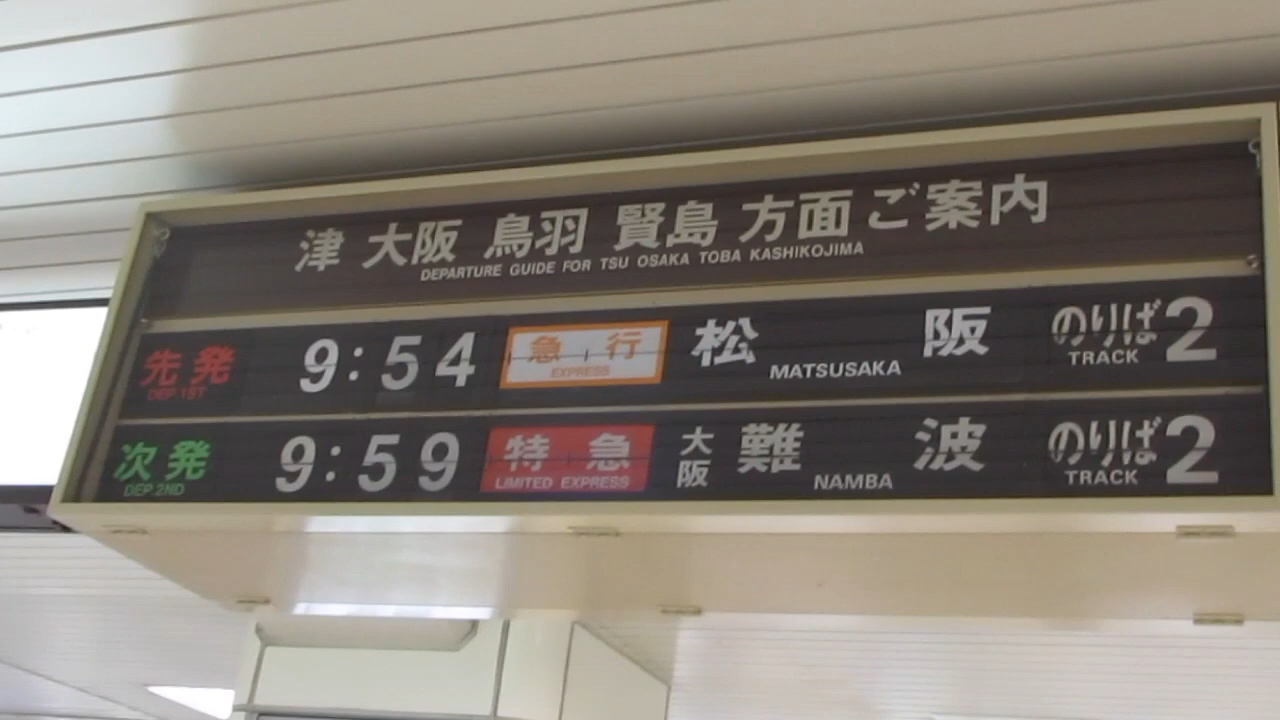 津 大阪 鳥羽 賢島 方面ご案内
DEPARTURE GUIDE FOR TSU OSAKA TOBA KASHIKOJIMA
先発 9:54 急行 松阪 のりば 2
DEP 1ST EXPRESS MATSUSAKA TRACK
次発 9:59 特急 大阪 難波 のりば 2
DEP 2ND LIMITED EXPRESS NAMBA TRACK